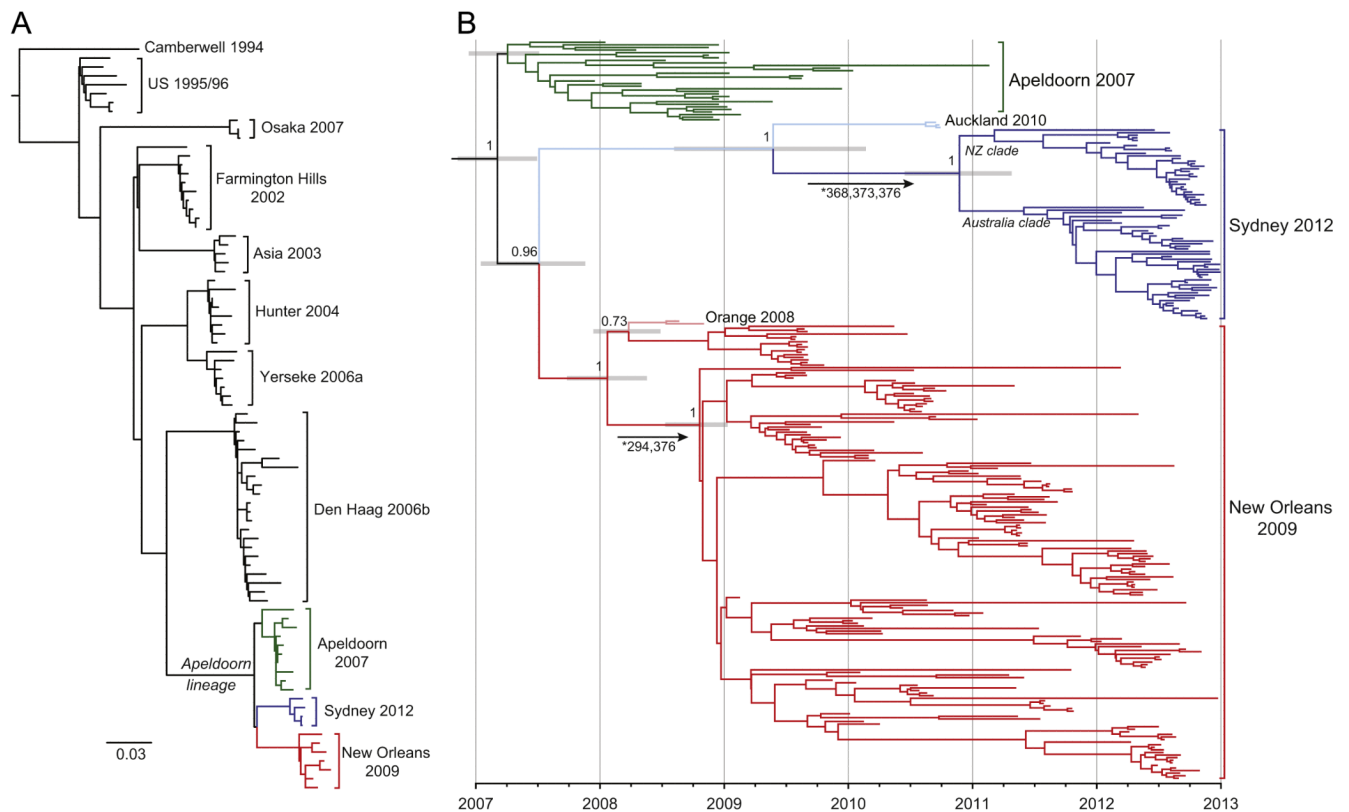 A
Camberwell 1994
US 1995/96
Osaka 2007
Farmington Hills
2002
Asia 2003
Hunter 2004
Yerseke 2006a
Den Haag 2006b
Apeldoorn
2007
Apeldoorn
lineage
Sydney 2012
New Orleans
2009
0.03
B
Apeldoorn 2007
1
Auckland 2010
1
NZ clade
1
*368,373,376
Australia clade
Sydney 2012
0.96
Orange 2008
0.73
1
1
*294,376
New Orleans
2009
2007 2008 2009 2010 2011 2012 2013